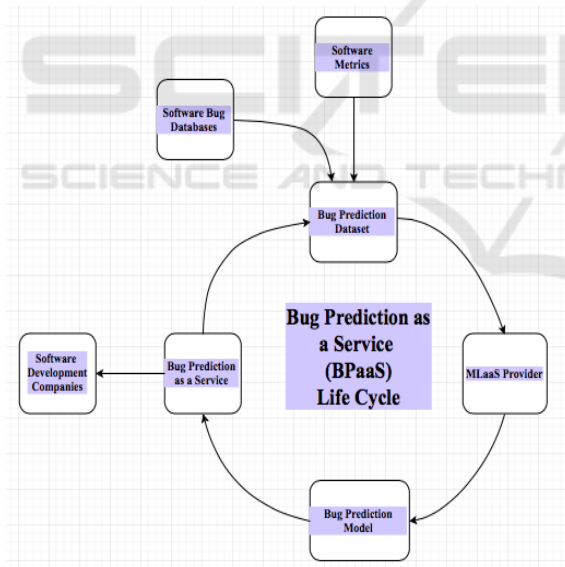 Software
Metrics
Software Bug
Databases
SCITE
SCIENCE AND TECHN
Bug Prediction
Dataset
Bug Prediction as
a Service
(BPaaS)
Life Cycle
Software
Development
Companies
Bug Prediction
as a Service
MLaaS Provider
Bug Prediction
Model